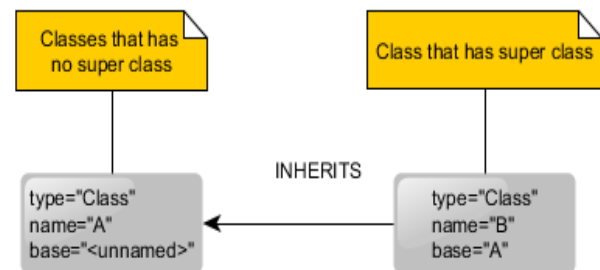 Classes that has
no super class
Class that has super class
INHERITS
type="Class"
name="A"
base="<unnamed>"
type="Class"
name="B"
base="A"